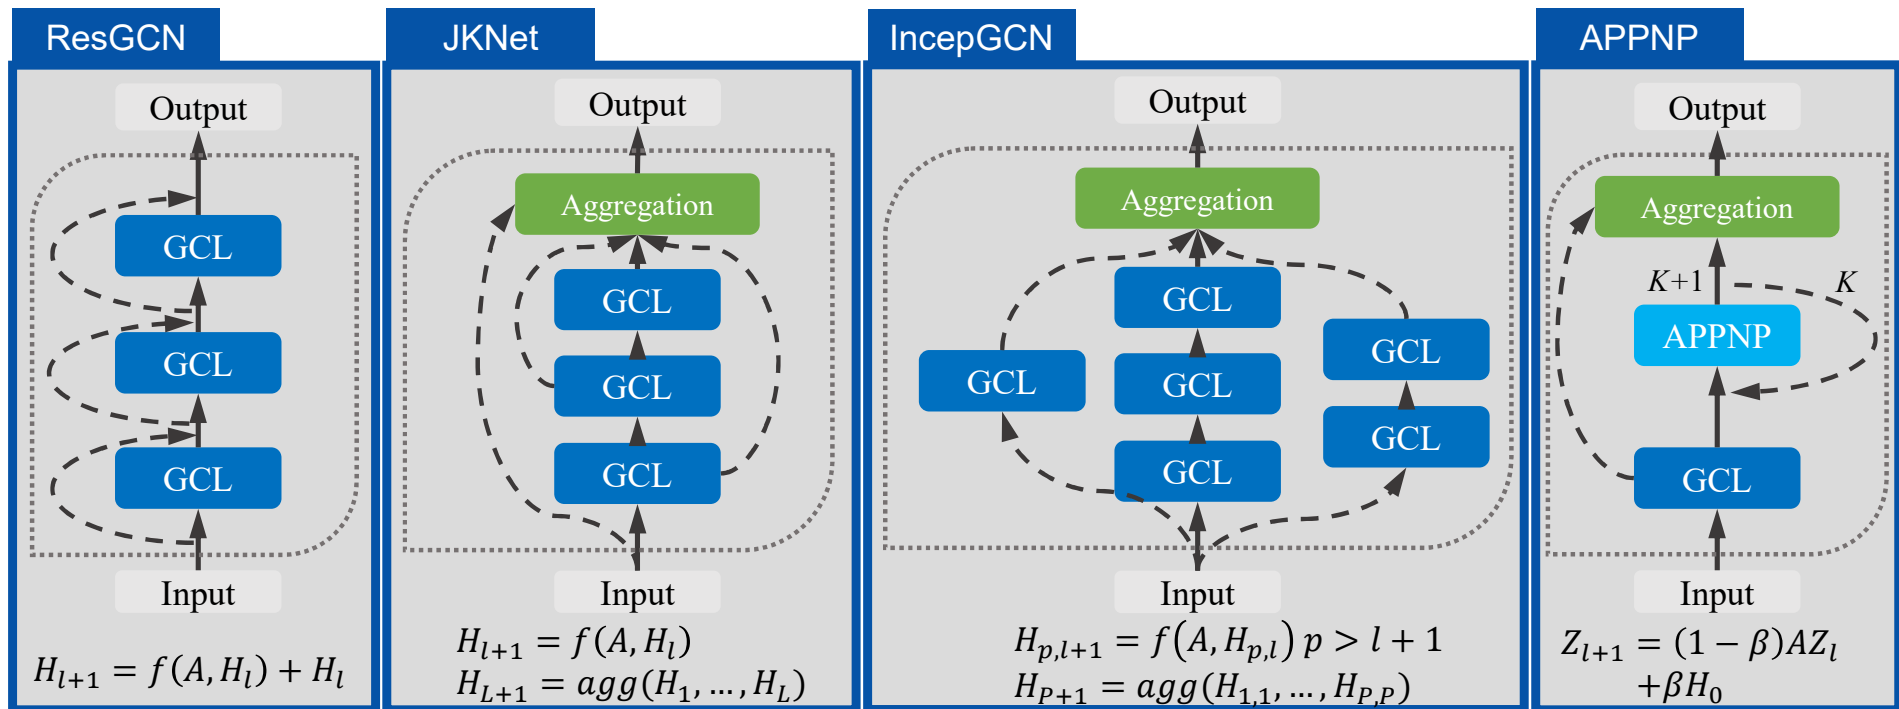 ResGCN
Output
GCL
GCL
GCL
Input
H_{l+1} = f(A, H_l) + H_l
JKNet
Output
Aggregation
GCL
GCL
GCL
Input
H_{l+1} = f(A, H_l)
H_{L+1} = agg(H_1, ..., H_L)
IncepGCN
Output
Aggregation
GCL
GCL
GCL
GCL
GCL
GCL
Input
H_{p,l+1} = f(A, H_{p,l}) p > l + 1
H_{P+1} = agg(H_{1,1}, ..., H_{P,P})
APPNP
Output
Aggregation
K+1
K
APPNP
GCL
Input
Z_{l+1} = (1 − β)AZ_l
+βH_0